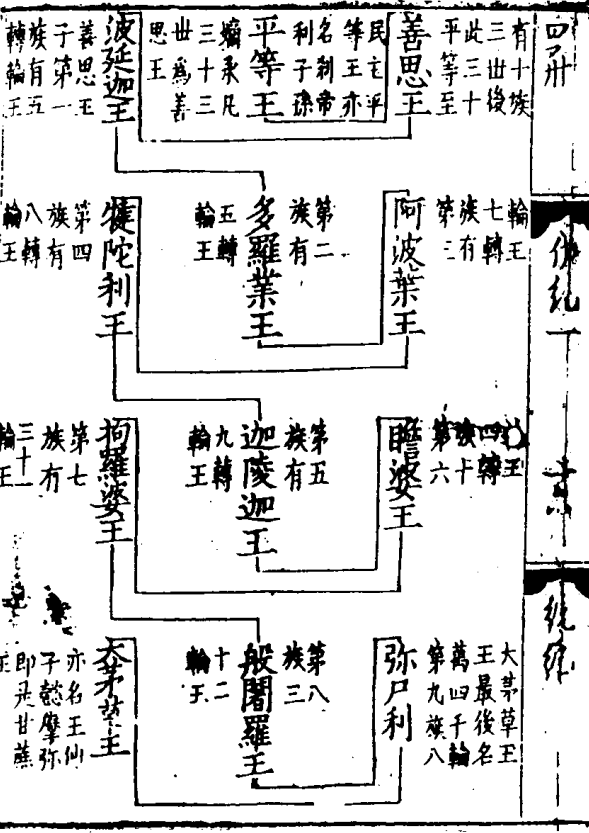 四卅
佛紀一
有十族
三世後
此三十
平等至
善思王
民立平
等王亦
名刹帝
利子孫
平等王
嫡承凡
三十三
世為善
思王
波延迦王
善思王
子第一
族有五
轉輪王
輪王
七轉
族有
第三
阿波葉王
第二
族有
多羅業王
五轉
輪王
犍陀利王
第四
族有
八轉
輪王
王
四轉
族十
第六
瞻婆王
第五
族有
迦陵迦王
九轉
輪王
拘羅婆王
第七
族有
三十一
輪王
大茅草王
王最後名
萬四千輪
第九族八
弥尸利
第八
族三
般闍羅王
十二
輪王
大茅草王
亦名王仙
子懿摩弥
即是甘蔗
王